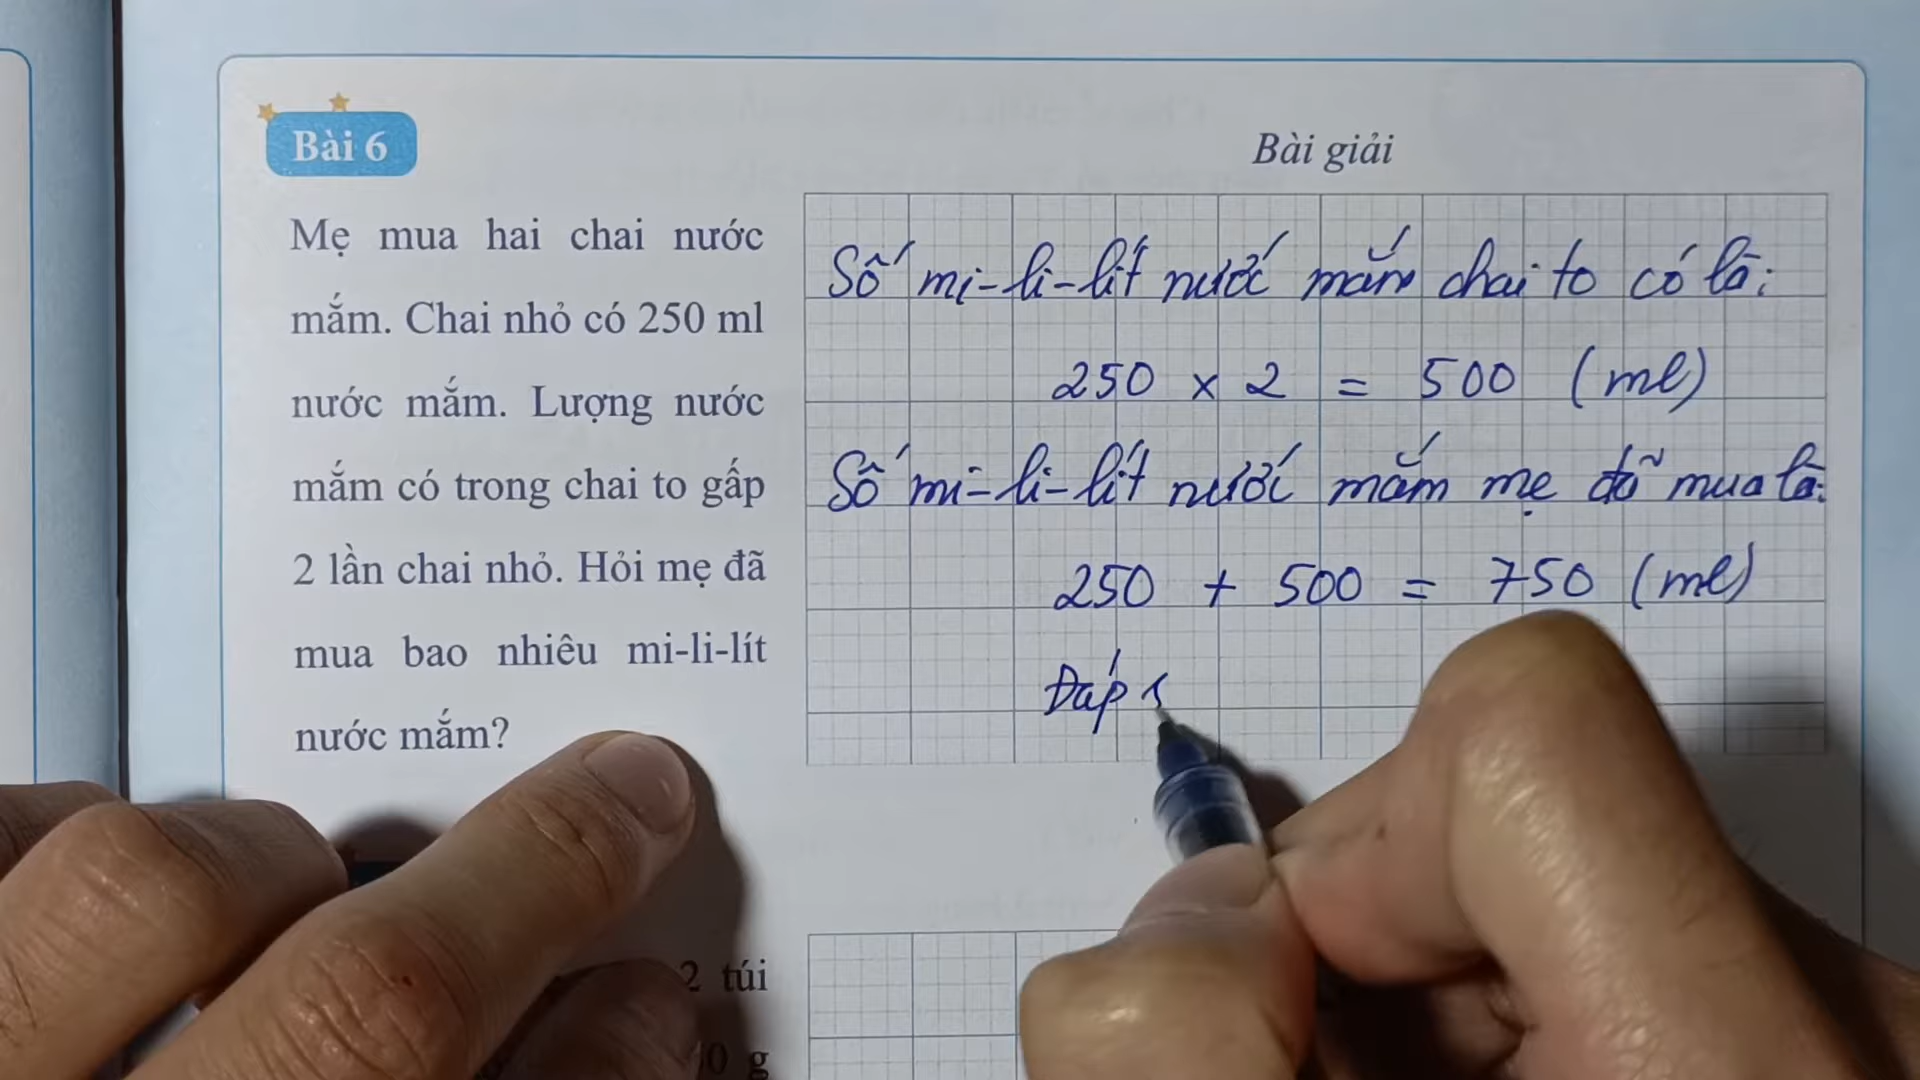 Bài 6
Mẹ mua hai chai nước
mắm. Chai nhỏ có 250 ml
nước mắm. Lượng nước
mắm có trong chai to gấp
2 lần chai nhỏ. Hỏi mẹ đã
mua bao nhiêu mi-li-lít
nước mắm?
Bài giải
Số mi-li-lít nước mắm chai to có là:
250 x 2 = 500 (ml)
Số mi-li-lít nước mắm mẹ đã mua là:
250 + 500 = 750 (ml)
Đáp s
2 túi
0 g